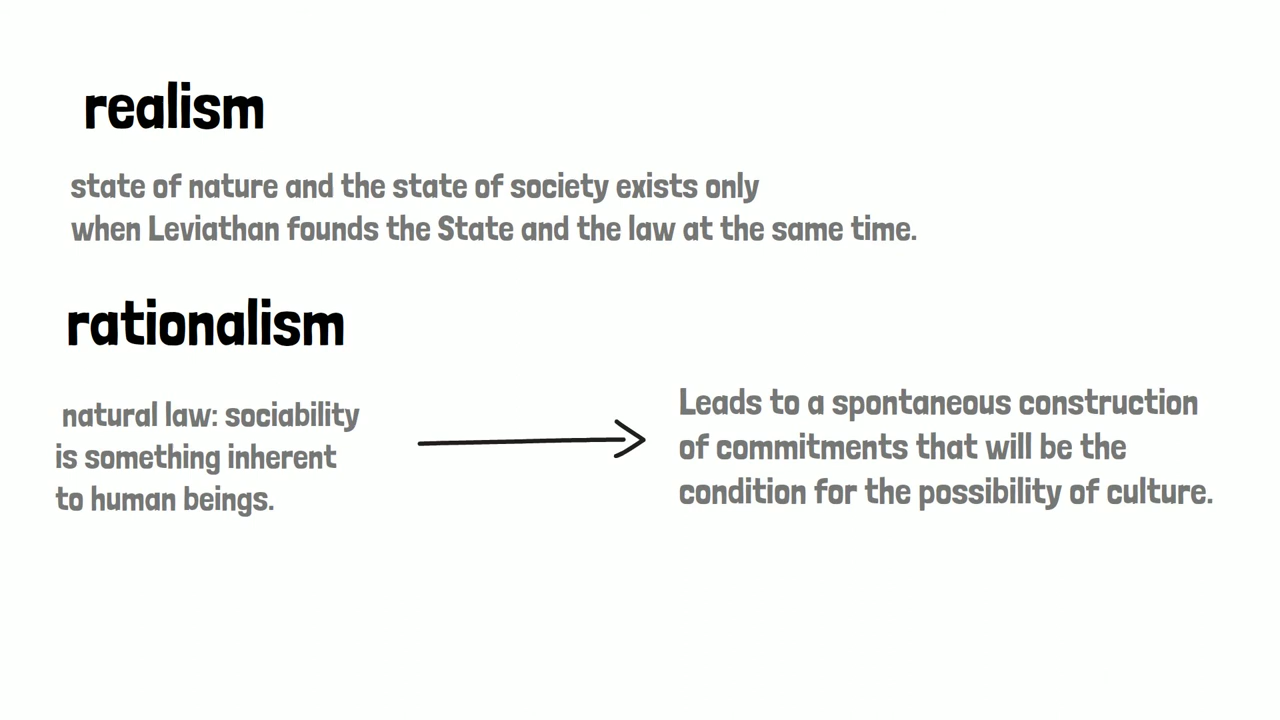 realism
state of nature and the state of society exists only
when Leviathan founds the State and the law at the same time.
rationalism
natural law: sociability
is something inherent
to human beings.
Leads to a spontaneous construction
of commitments that will be the
condition for the possibility of culture.